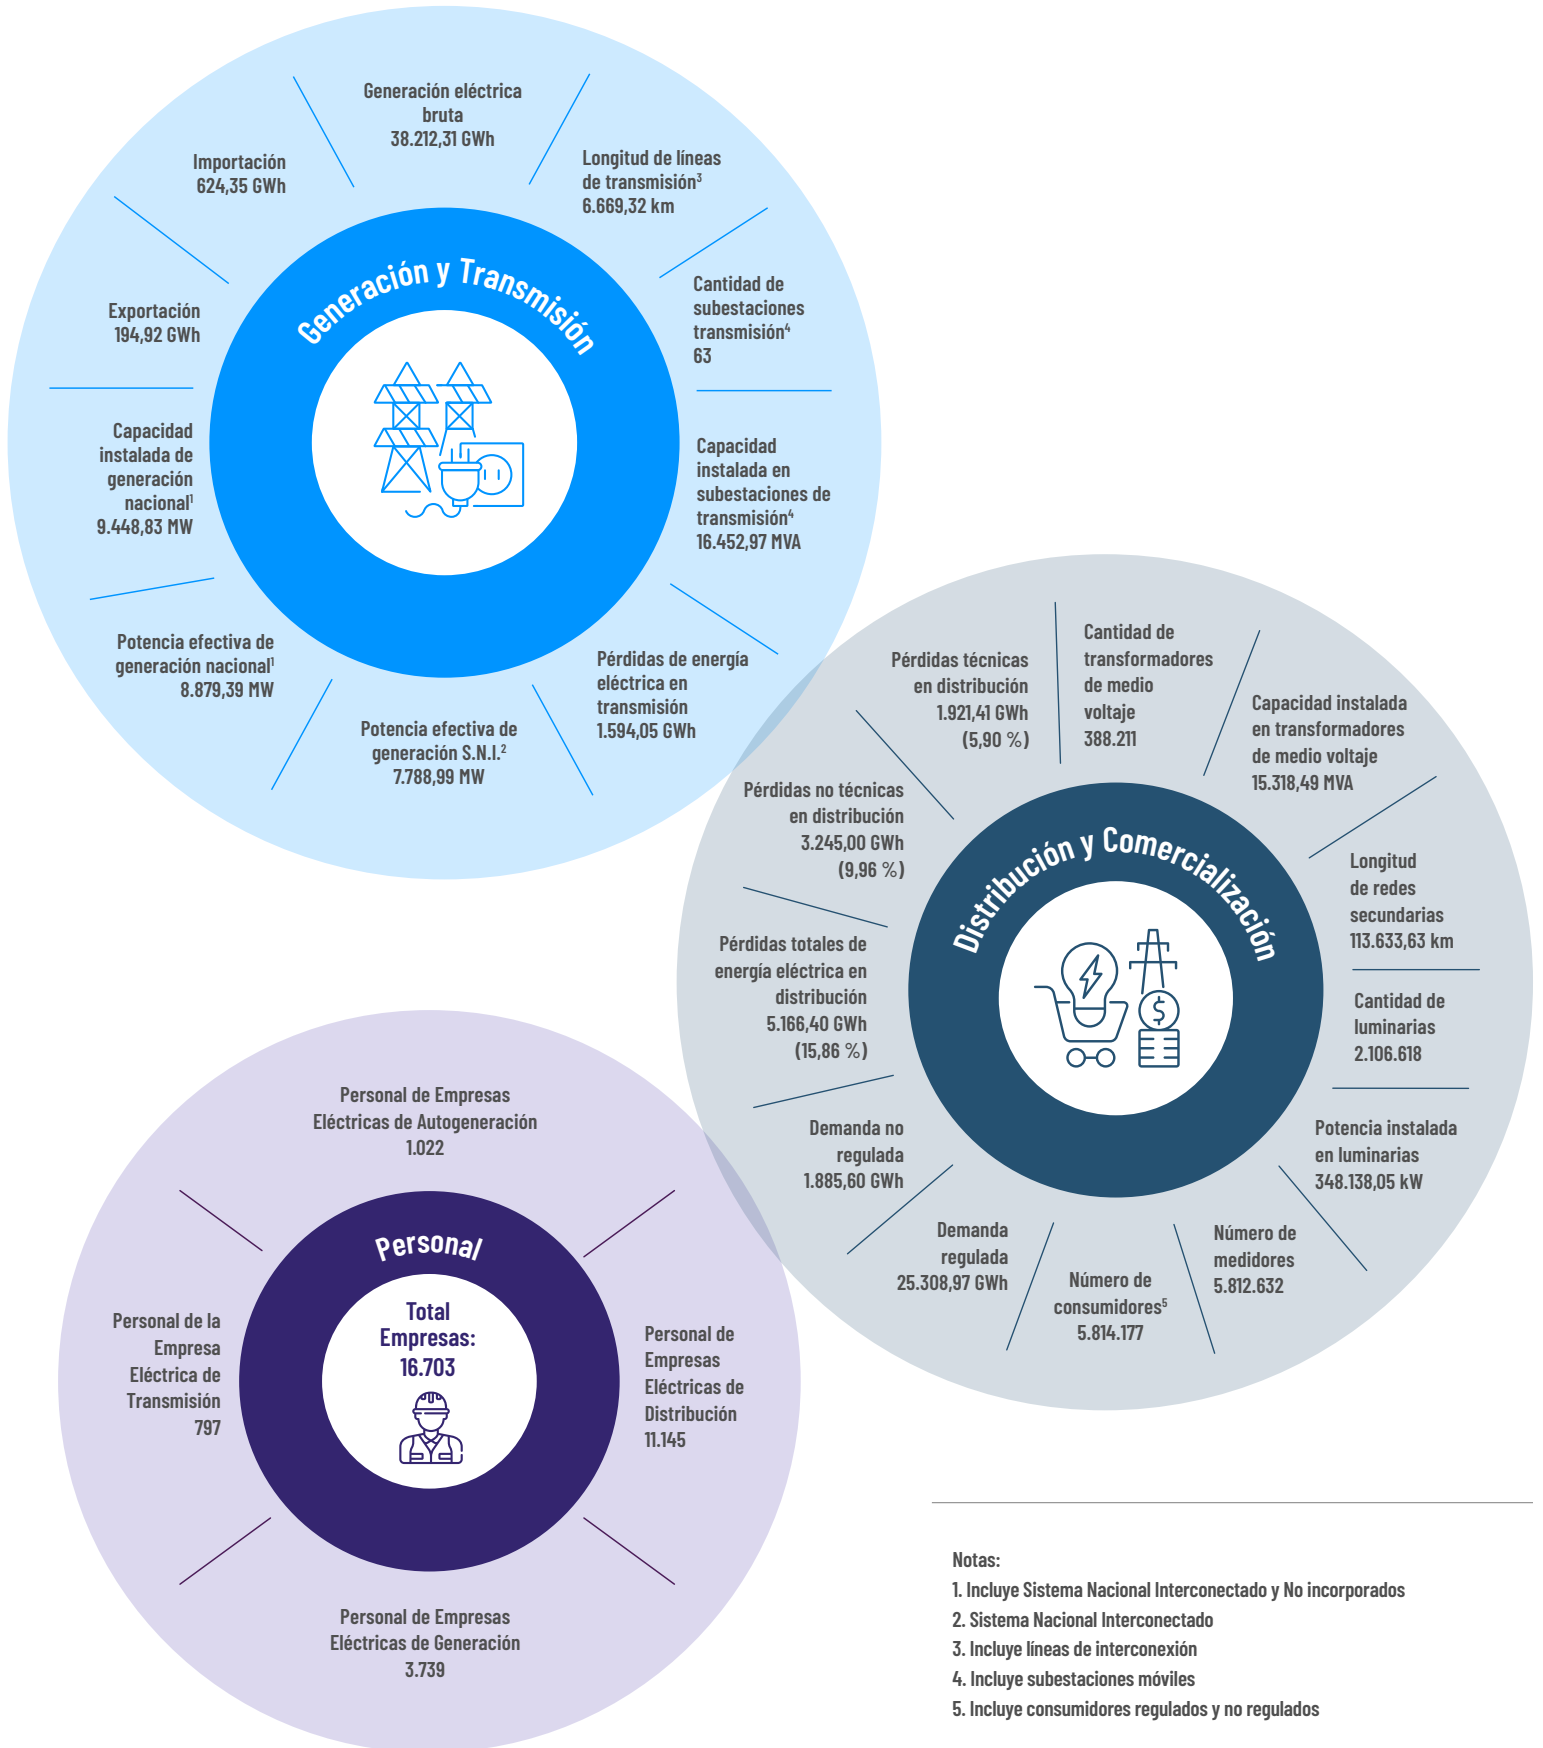 Generación y Transmisión
Generación eléctrica
bruta
38.212,31 GWh
Longitud de líneas
de transmisión³
6.669,32 km
Cantidad de
subestaciones
transmisión⁴
63
Capacidad
instalada en
subestaciones de
transmisión⁴
16.452,97 MVA
Pérdidas de energía
eléctrica en
transmisión
1.594,05 GWh
Potencia efectiva de
generación S.N.I.²
7.788,99 MW
Potencia efectiva de
generación nacional¹
8.879,39 MW
Capacidad
instalada de
generación
nacional¹
9.448,83 MW
Exportación
194,92 GWh
Importación
624,35 GWh
Distribución y Comercialización
Cantidad de
transformadores
de medio
voltaje
388.211
Capacidad instalada
en transformadores
de medio voltaje
15.318,49 MVA
Longitud
de redes
secundarias
113.633,63 km
Cantidad de
luminarias
2.106.618
Potencia instalada
en luminarias
348.138,05 kW
Número de
medidores
5.812.632
Número de
consumidores⁵
5.814.177
Demanda
regulada
25.308,97 GWh
Demanda no
regulada
1.885,60 GWh
Pérdidas totales de
energía eléctrica en
distribución
5.166,40 GWh
(15,86 %)
Pérdidas no técnicas
en distribución
3.245,00 GWh
(9,96 %)
Pérdidas técnicas
en distribución
1.921,41 GWh
(5,90 %)
Personal
Total
Empresas:
16.703
Personal de Empresas
Eléctricas de Autogeneración
1.022
Personal de
Empresas
Eléctricas de
Distribución
11.145
Personal de Empresas
Eléctricas de Generación
3.739
Personal de la
Empresa
Eléctrica de
Transmisión
797
$
Notas:
1. Incluye Sistema Nacional Interconectado y No incorporados
2. Sistema Nacional Interconectado
3. Incluye líneas de interconexión
4. Incluye subestaciones móviles
5. Incluye consumidores regulados y no regulados